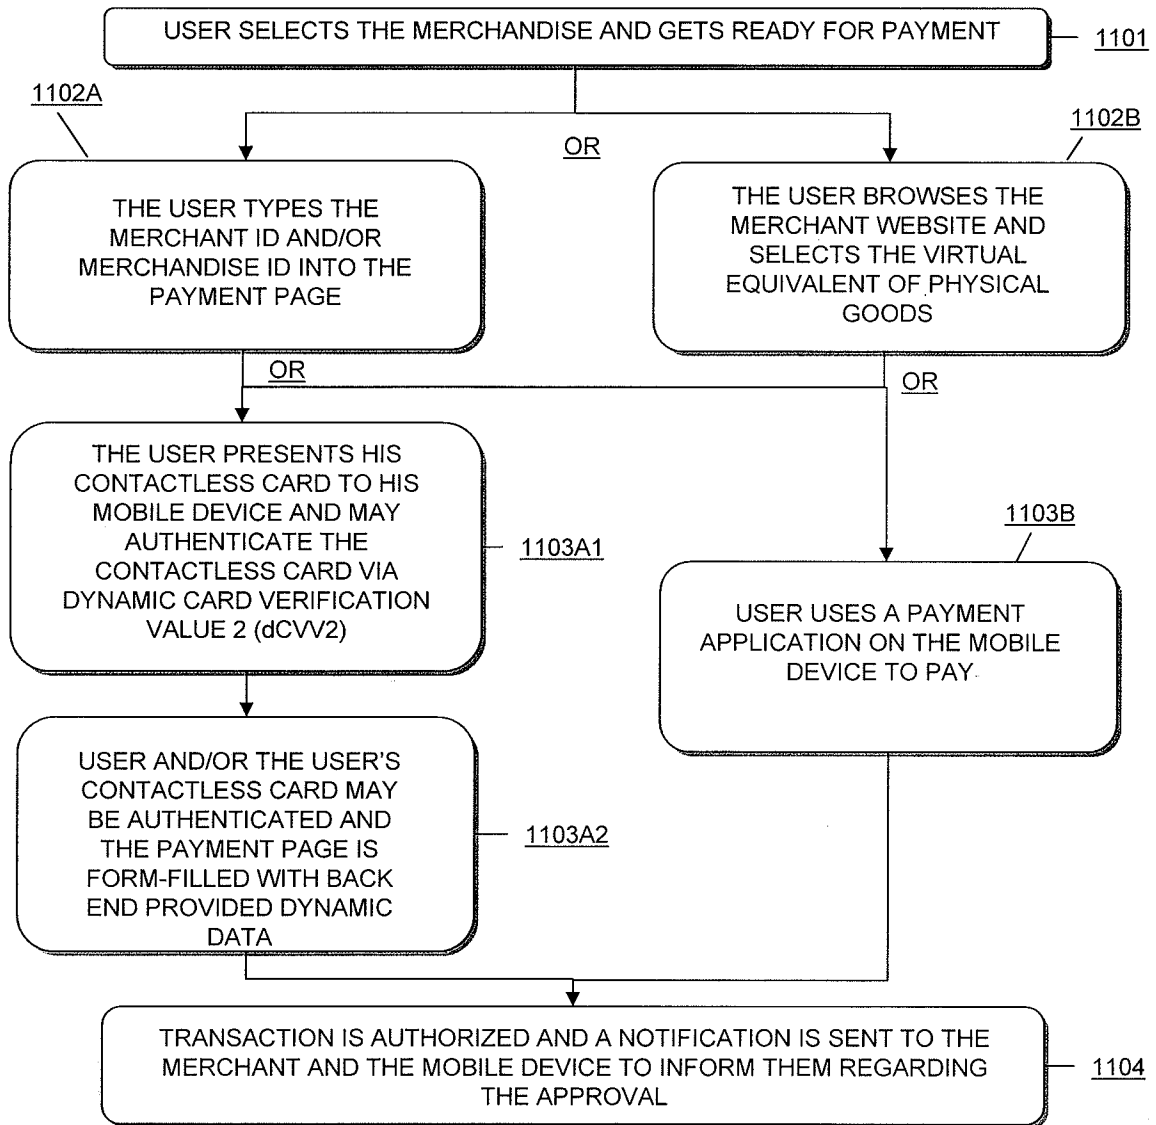 USER SELECTS THE MERCHANDISE AND GETS READY FOR PAYMENT
1101
1102A
1102B
OR
THE USER TYPES THE
MERCHANT ID AND/OR
MERCHANDISE ID INTO THE
PAYMENT PAGE
THE USER BROWSES THE
MERCHANT WEBSITE AND
SELECTS THE VIRTUAL
EQUIVALENT OF PHYSICAL
GOODS
OR
OR
THE USER PRESENTS HIS
CONTACTLESS CARD TO HIS
MOBILE DEVICE AND MAY
AUTHENTICATE THE
CONTACTLESS CARD VIA
DYNAMIC CARD VERIFICATION
VALUE 2 (dCVV2)
1103A1
1103B
USER USES A PAYMENT
APPLICATION ON THE MOBILE
DEVICE TO PAY
USER AND/OR THE USER'S
CONTACTLESS CARD MAY
BE AUTHENTICATED AND
THE PAYMENT PAGE IS
FORM-FILLED WITH BACK
END PROVIDED DYNAMIC
DATA
1103A2
TRANSACTION IS AUTHORIZED AND A NOTIFICATION IS SENT TO THE
MERCHANT AND THE MOBILE DEVICE TO INFORM THEM REGARDING
THE APPROVAL
1104